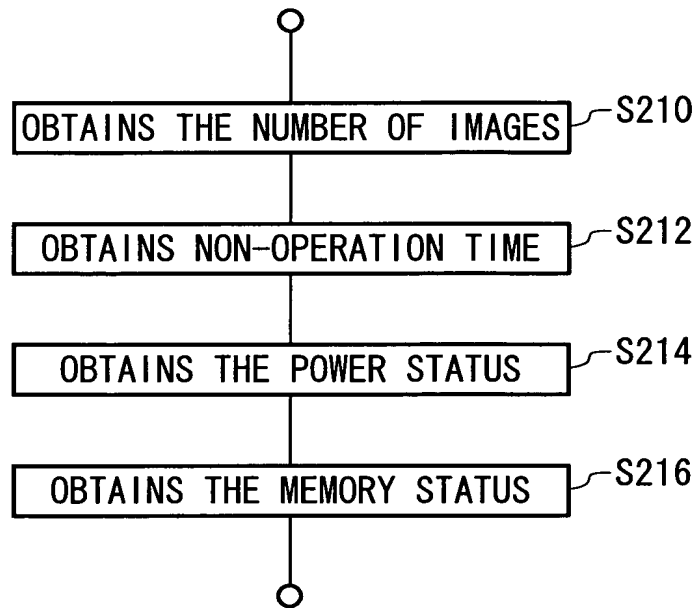 OBTAINS THE NUMBER OF IMAGES S210
OBTAINS NON-OPERATION TIME S212
OBTAINS THE POWER STATUS S214
OBTAINS THE MEMORY STATUS S216